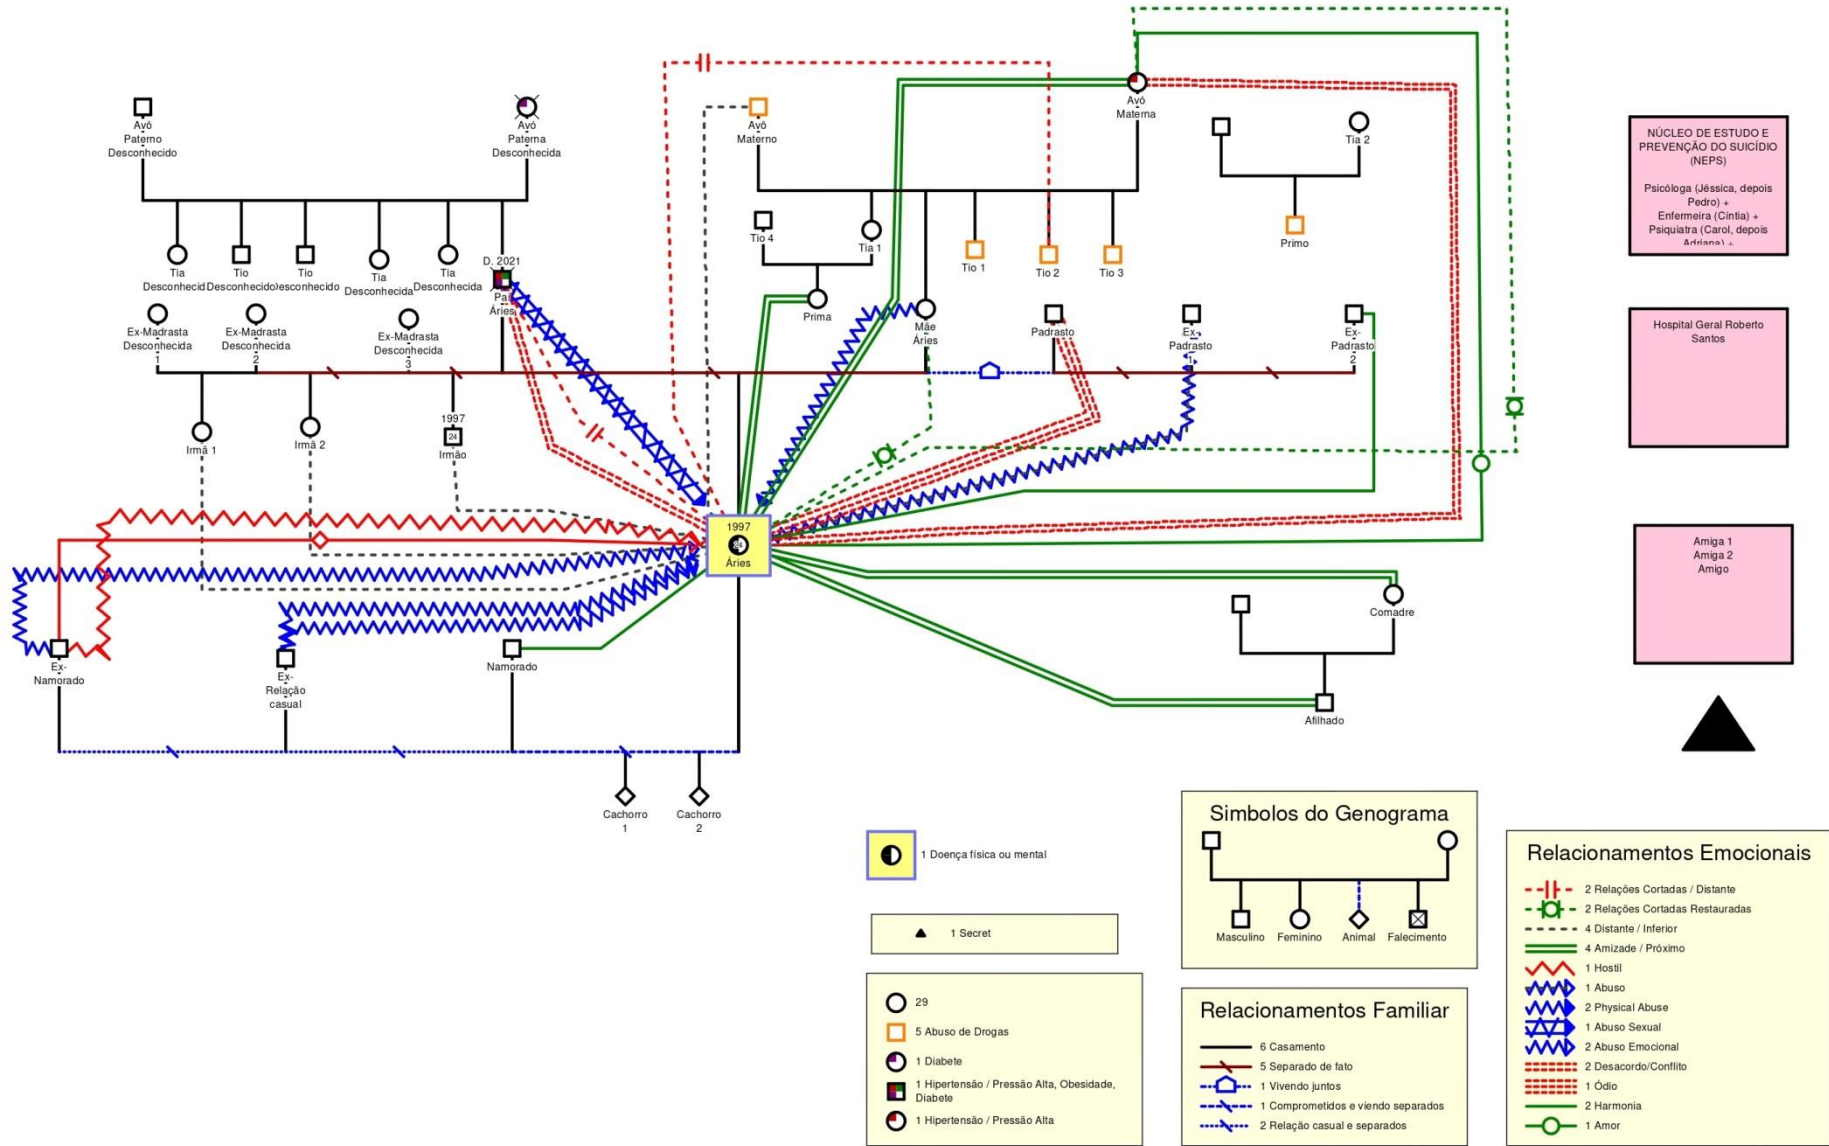 Avô
Paterno
Desconhecido
Avó
Paterna
Desconhecida
Avô
Materno
Avó
Materna
Tia 2
Primo
NÚCLEO DE ESTUDO E
PREVENÇÃO DO SUICÍDIO
(NEPS)
Psicóloga (Jéssica, depois
Pedro) +
Enfermeira (Cíntia) +
Psiquiatra (Carol, depois
Adriana) +
Tia
Desconhecid
Tio
Desconhecido
Tio
Desconhecido
Tia
Desconhecida
Tia
Desconhecida
D. 2021
Pai
Áries
Tio 4
Tia 1
Tio 1
Tio 2
Tio 3
Prima
Mãe
Áries
Padrasto
Ex-
Padrasto
1
Ex-
Padrasto
2
Ex-Madrasta
Desconhecida
1
Ex-Madrasta
Desconhecida
2
Ex-Madrasta
Desconhecida
3
Hospital Geral Roberto
Santos
Irmã 1
Irmã 2
1997
24
Irmão
1997
24
Áries
Amiga 1
Amiga 2
Amigo
Ex-
Namorado
Ex-
Relação
casual
Namorado
Comadre
Afilhado
Cachorro
1
Cachorro
2
1 Doença física ou mental
1 Secret
29
5 Abuso de Drogas
1 Diabete
1 Hipertensão / Pressão Alta, Obesidade,
Diabete
1 Hipertensão / Pressão Alta
Simbolos do Genograma
Masculino
Feminino
Animal
Falecimento
Relacionamentos Familiar
6 Casamento
5 Separado de fato
1 Vivendo juntos
1 Comprometidos e viendo separados
2 Relação casual e separados
Relacionamentos Emocionais
2 Relações Cortadas / Distante
2 Relações Cortadas Restauradas
4 Distante / Inferior
4 Amizade / Próximo
1 Hostil
1 Abuso
2 Physical Abuse
1 Abuso Sexual
2 Abuso Emocional
2 Desacordo/Conflito
1 Ódio
2 Harmonia
1 Amor